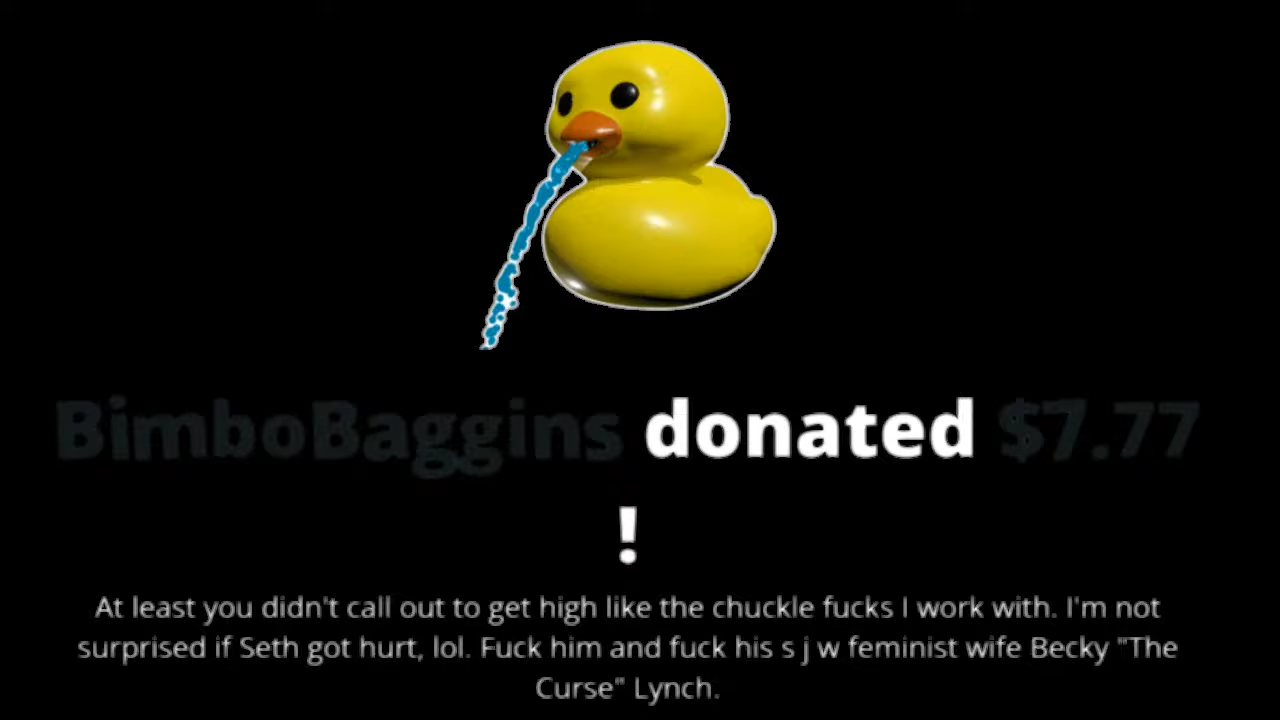 BimboBaggins donated $7.77
!
At least you didn't call out to get high like the chuckle fucks I work with. I'm not
surprised if Seth got hurt, lol. Fuck him and fuck his s j w feminist wife Becky "The
Curse" Lynch.